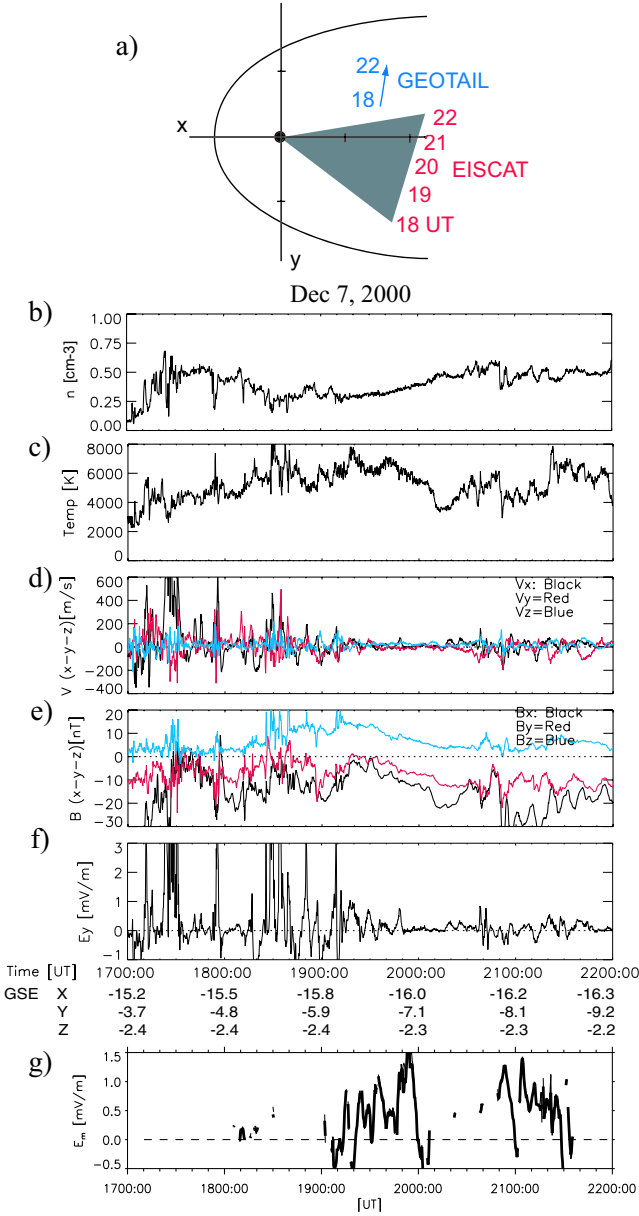 a)
22
GEOTAIL
18
22
x
21
20
EISCAT
19
18 UT
y
Dec 7, 2000
b)
1.00
0.75
0.50
0.25
0.00
n [cm-3]
c)
8000
6000
4000
2000
0
Temp [K]
d)
600
400
200
0
-200
-400
V (x-y-z)[m/s]
Vx: Black
Vy=Red
Vz=Blue
e)
20
10
0
-10
-20
-30
B (x-y-z)[nT]
Bx: Black
By=Red
Bz=Blue
f)
3
2
1
0
-1
Ey [mV/m]
Time [UT] 1700:00 1800:00 1900:00 2000:00 2100:00 2200:00
GSE X -15.2 -15.5 -15.8 -16.0 -16.2 -16.3
Y -3.7 -4.8 -5.9 -7.1 -8.1 -9.2
Z -2.4 -2.4 -2.4 -2.3 -2.3 -2.2
g)
1.5
1.0
0.5
0.0
-0.5
Em [mV/m]
1700:00 1800:00 1900:00 2000:00 2100:00 2200:00
[UT]